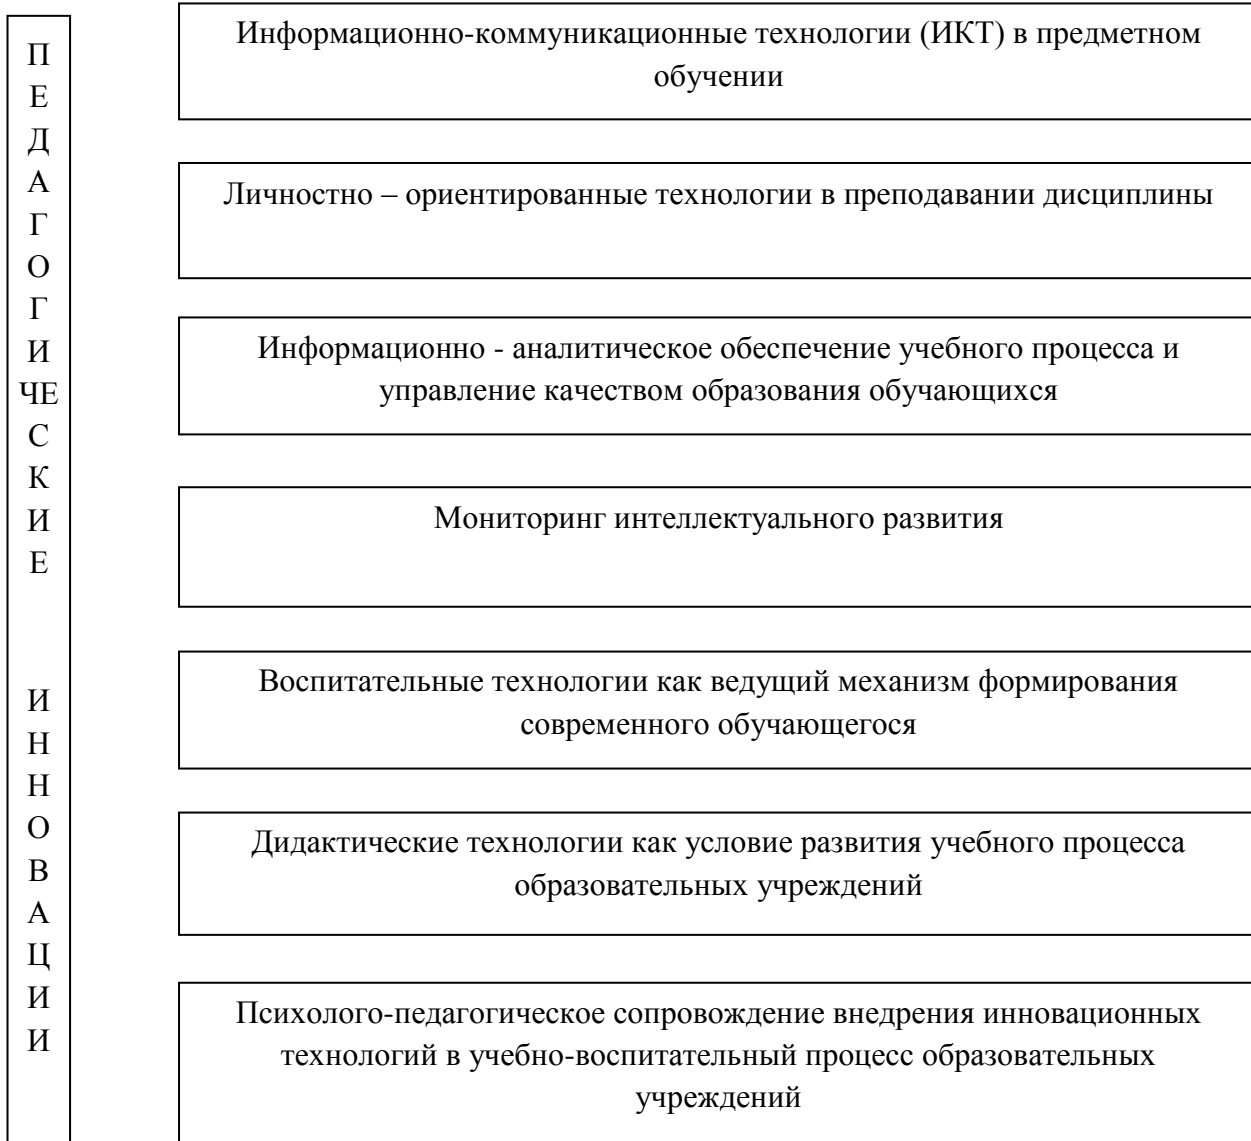 П
Е
Д
А
Г
О
Г
И
ЧЕ
С
К
И
Е
И
Н
Н
О
В
А
Ц
И
И
Информационно-коммуникационные технологии (ИКТ) в предметном
обучении
Личностно – ориентированные технологии в преподавании дисциплины
Информационно - аналитическое обеспечение учебного процесса и
управление качеством образования обучающихся
Мониторинг интеллектуального развития
Воспитательные технологии как ведущий механизм формирования
современного обучающегося
Дидактические технологии как условие развития учебного процесса
образовательных учреждений
Психолого-педагогическое сопровождение внедрения инновационных
технологий в учебно-воспитательный процесс образовательных
учреждений